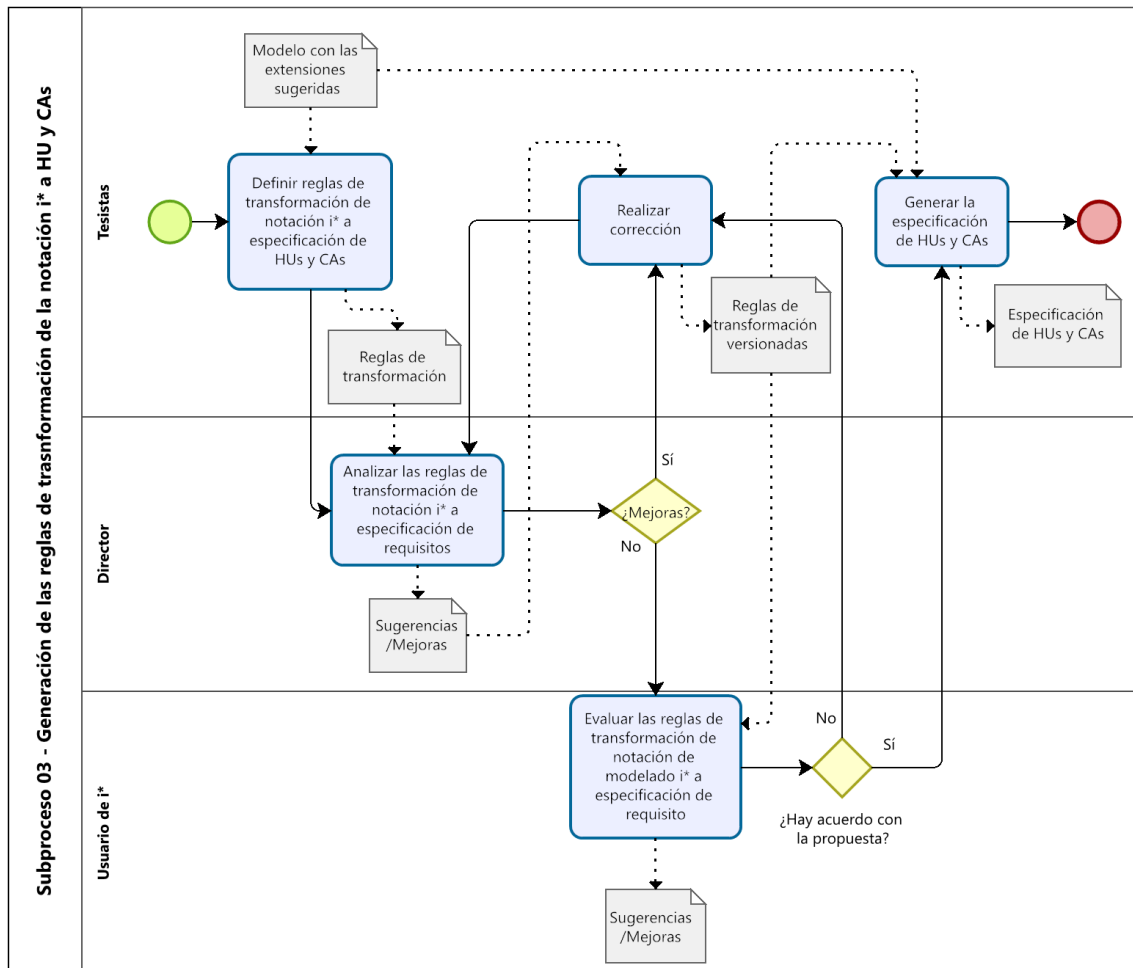 Subproceso 03 - Generación de las reglas de trasnformación de la notación i* a HU y CAs
Tesistas
Modelo con las
extensiones
sugeridas
Definir reglas de
transformación de
notación i* a
especificación de
HUs y CAs
Realizar
corrección
Generar la
especificación
de HUs y CAs
Reglas de
transformación
Reglas de
transformación
versionadas
Especificación
de HUs y CAs
Director
Analizar las reglas de
transformación de
notación i* a
especificación de
requisitos
Sí
¿Mejoras?
No
Sugerencias
/Mejoras
Usuario de i*
Evaluar las reglas de
transformación de
notación de
modelado i* a
especificación de
requisito
No
Sí
¿Hay acuerdo con
la propuesta?
Sugerencias
/Mejoras